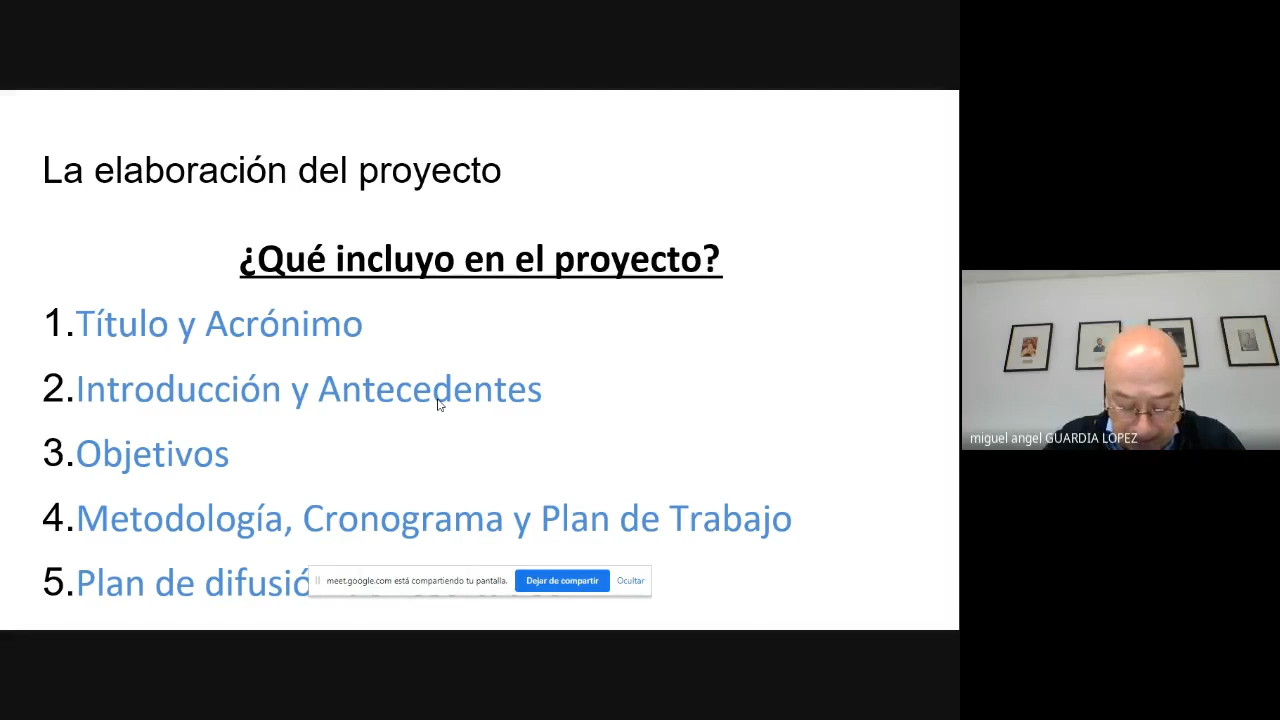 La elaboración del proyecto
¿Qué incluyo en el proyecto?
1.Título y Acrónimo
2.Introducción y Antecedentes
3.Objetivos
4.Metodología, Cronograma y Plan de Trabajo
5.Plan de difusió
meet.google.com está compartiendo tu pantalla. Dejar de compartir Ocultar
miguel angel GUARDIA LOPEZ